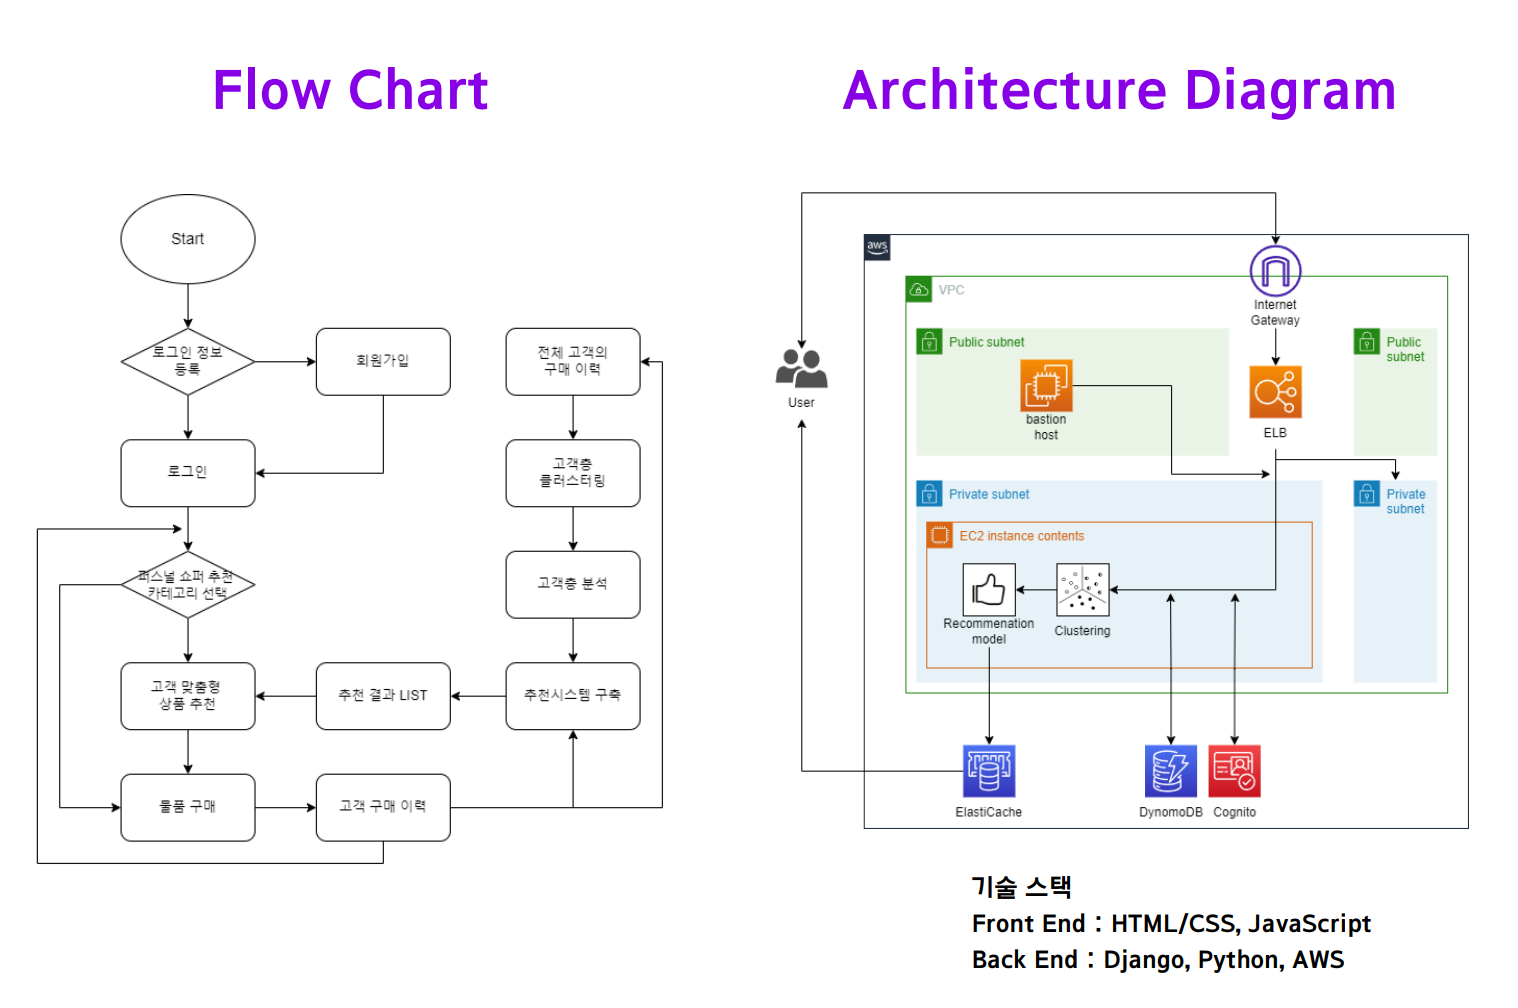 Flow Chart
Start
로그인 정보
등록
회원가입
로그인
퍼스널 쇼퍼 추천
카테고리 선택
고객 맞춤형
상품 추천
물품 구매
고객 구매 이력
추천 결과 LIST
전체 고객의
구매 이력
고객층
클러스터링
고객층 분석
추천시스템 구축
Architecture Diagram
User
aws
VPC
Internet
Gateway
Public subnet
bastion
host
ELB
Public
subnet
Private subnet
Private
subnet
EC2 instance contents
Recommenation
model
Clustering
ElastiCache
DynomoDB
Cognito
기술 스택
Front End : HTML/CSS, JavaScript
Back End : Django, Python, AWS